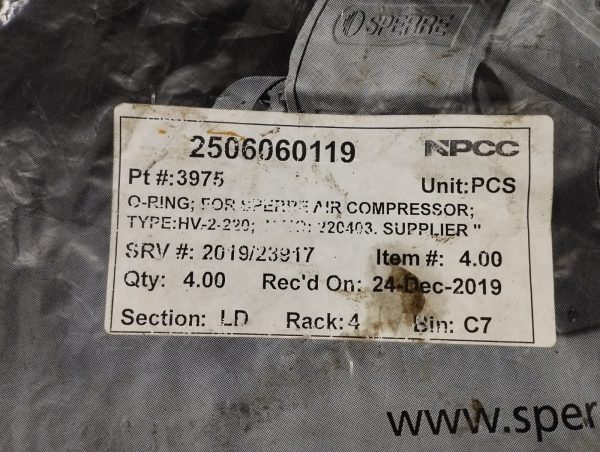 SPERRE
2506060119 NPCC
Pt #:3975 Unit:PCS
O-RING; FOR SPERRE AIR COMPRESSOR;
TYPE:HV-2-220; SUPPLIER "
SRV #: 2019/23917 Item #: 4.00
Qty: 4.00 Rec'd On: 24-Dec-2019
Section: LD Rack:4 Bin: C7
www.sper